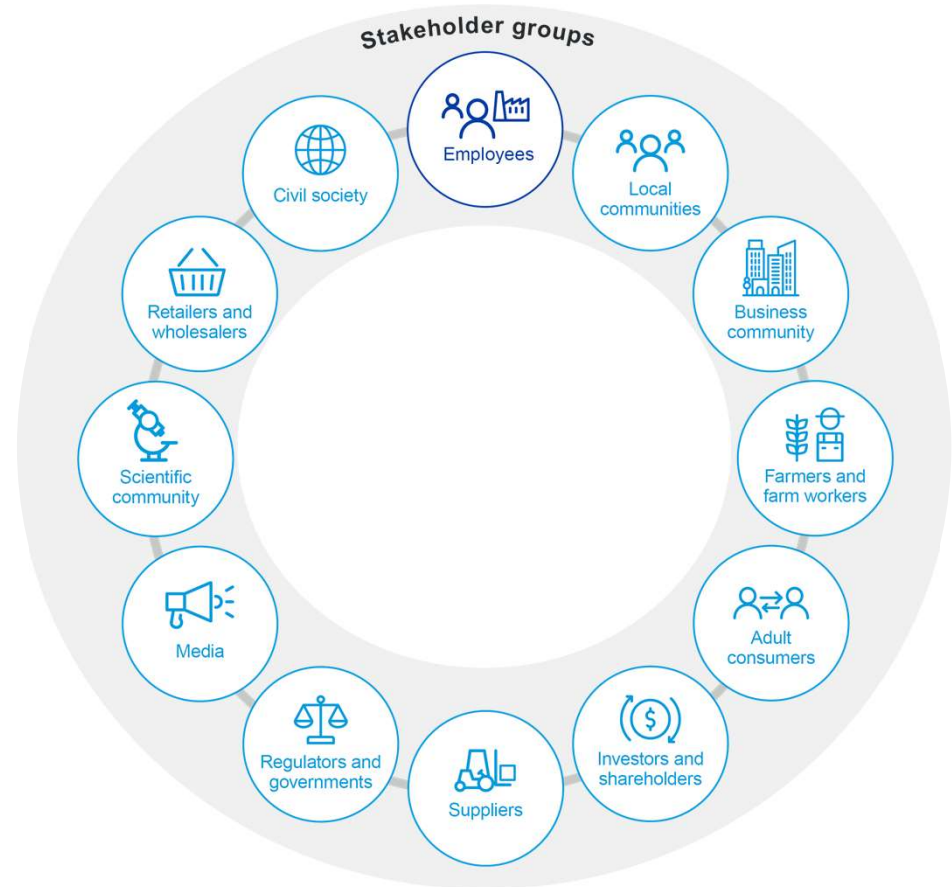 Stakeholder groups
Employees
Local
communities
Business
community
Farmers and
farm workers
Adult
consumers
Investors and
shareholders
Suppliers
Regulators and
governments
Media
Scientific
community
Retailers and
wholesalers
Civil society
$